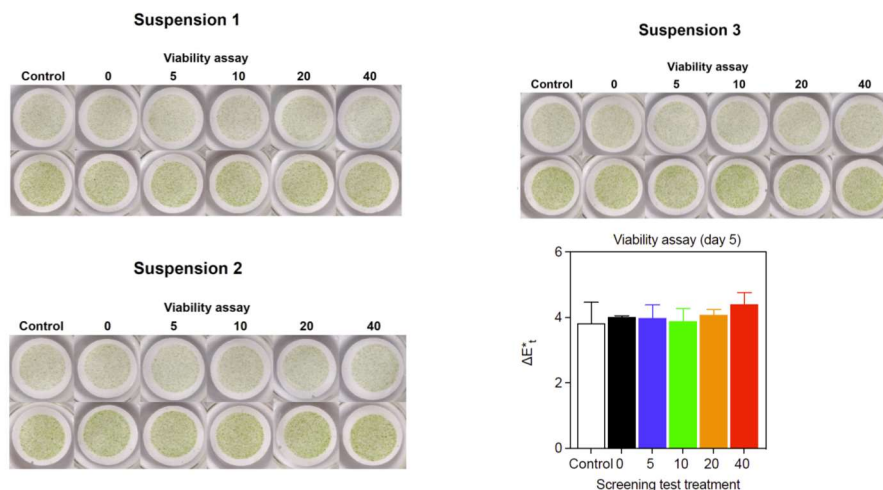 Suspension 1
Viability assay
Control 0 5 10 20 40
Suspension 2
Viability assay
Control 0 5 10 20 40
Suspension 3
Viability assay
Control 0 5 10 20 40
Viability assay (day 5)
6
4
2
0
ΔE*t
Control 0 5 10 20 40
Screening test treatment